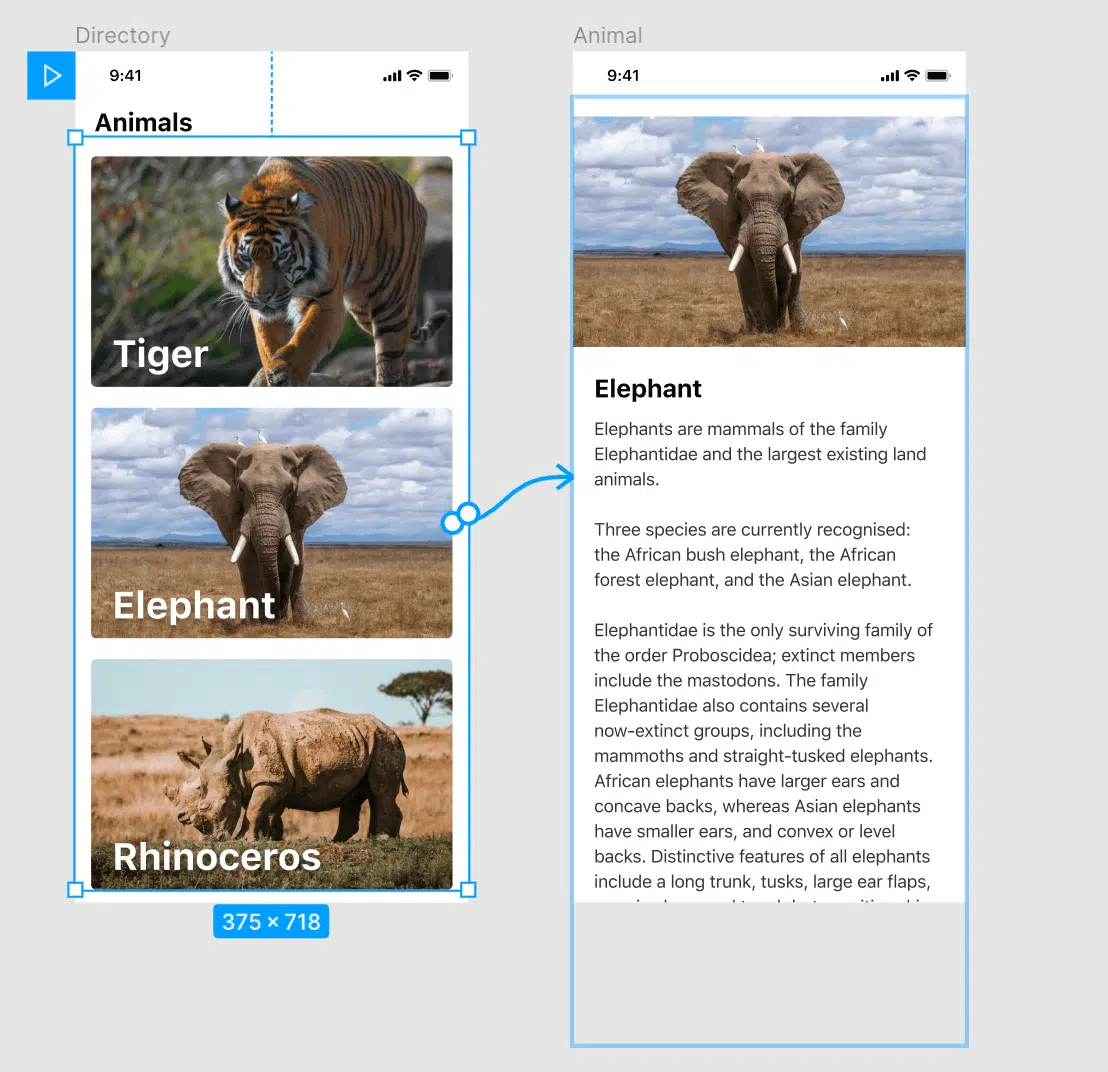 Directory
9:41
Animals
Tiger
Elephant
Rhinoceros
375 × 718
Animal
9:41
Elephant
Elephants are mammals of the family
Elephantidae and the largest existing land
animals.
Three species are currently recognised:
the African bush elephant, the African
forest elephant, and the Asian elephant.
Elephantidae is the only surviving family of
the order Proboscidea; extinct members
include the mastodons. The family
Elephantidae also contains several
now-extinct groups, including the
mammoths and straight-tusked elephants.
African elephants have larger ears and
concave backs, whereas Asian elephants
have smaller ears, and convex or level
backs. Distinctive features of all elephants
include a long trunk, tusks, large ear flaps,